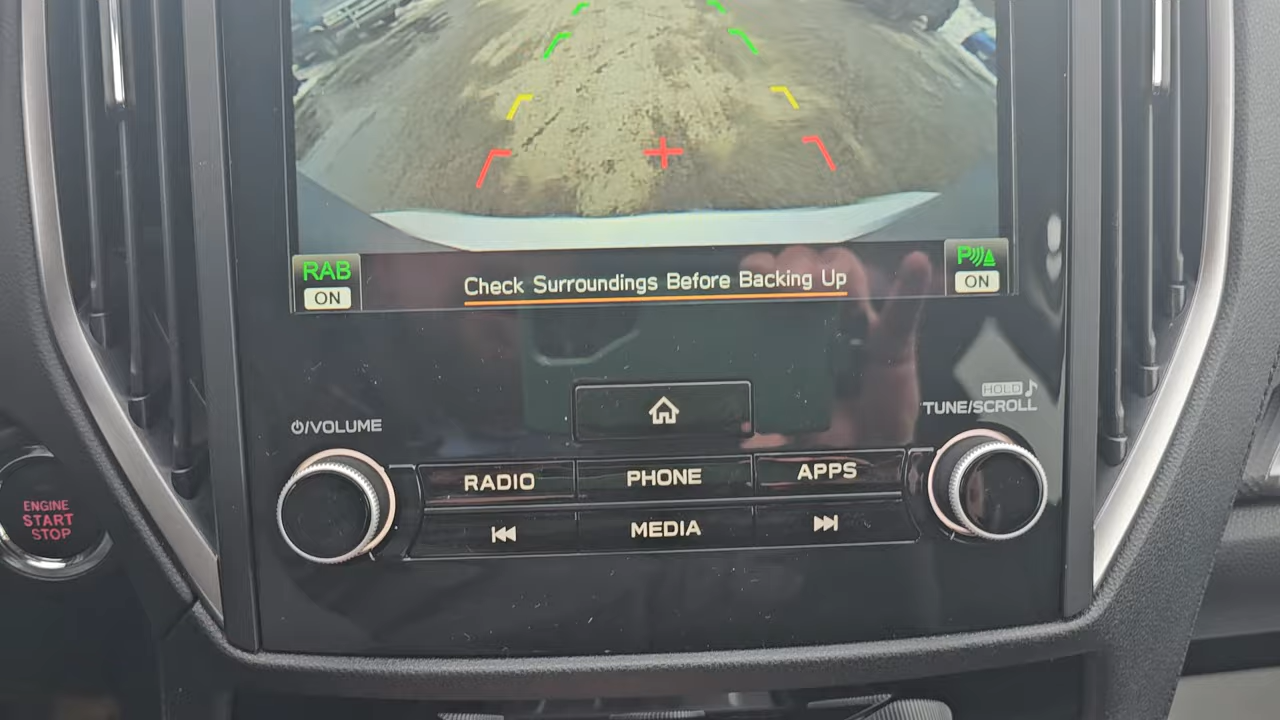 RAB
ON
Check Surroundings Before Backing Up
P
ON
HOLD
TUNE/SCROLL
/VOLUME
RADIO
PHONE
APPS
MEDIA
ENGINE
START
STOP